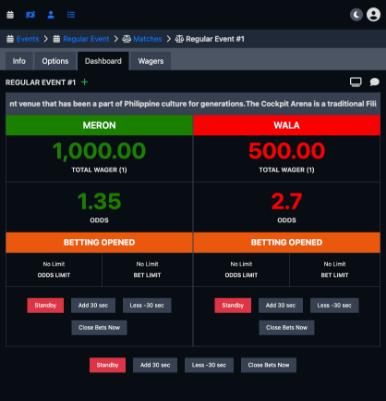 Events > Regular Event > Matches > Regular Event #1
Info Options Dashboard Wagers
REGULAR EVENT #1 +
nt venue that has been a part of Philippine culture for generations.The Cockpit Arena is a traditional Fili
MERON WALA
1,000.00 500.00
TOTAL WAGER (1) TOTAL WAGER (1)
1.35 2.7
ODDS ODDS
BETTING OPENED BETTING OPENED
No Limit No Limit No Limit No Limit
ODDS LIMIT BET LIMIT ODDS LIMIT BET LIMIT
Standby Add 30 sec Less -30 sec Standby Add 30 sec Less -30 sec
Close Bets Now Close Bets Now
Standby Add 30 sec Less -30 sec Close Bets Now